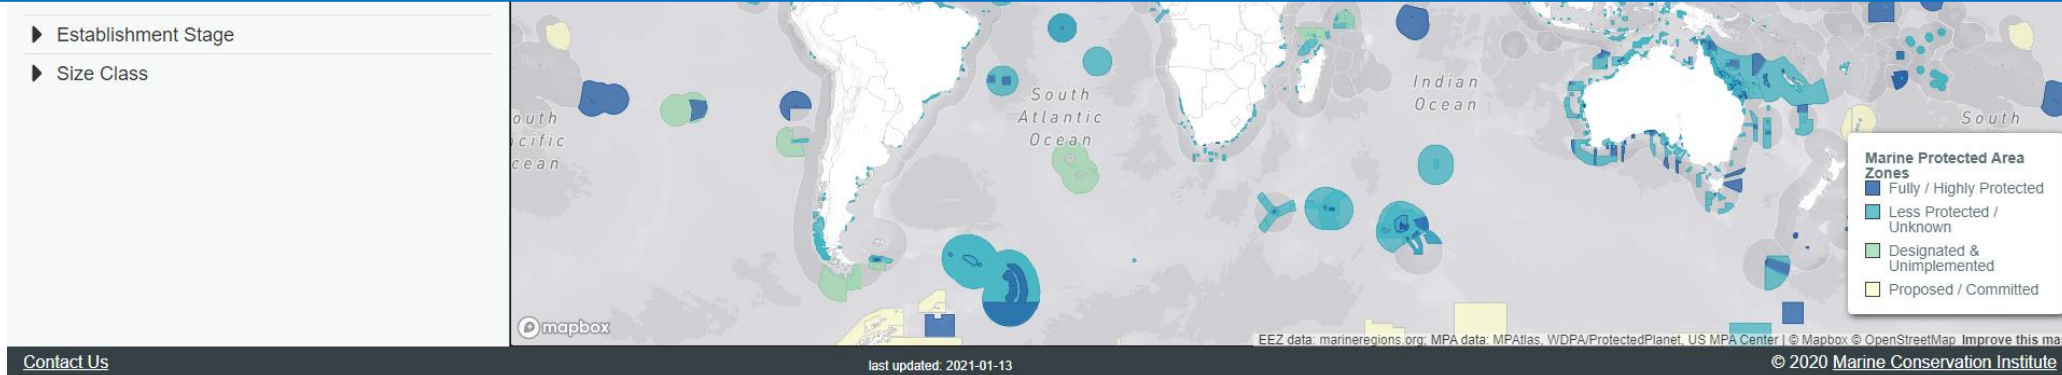 Establishment Stage
Size Class
outh
cific
cean
South
Atlantic
Ocean
Indian
Ocean
South
Marine Protected Area
Zones
Fully / Highly Protected
Less Protected /
Unknown
Designated &
Unimplemented
Proposed / Committed
mapbox
EEZ data: marineregions.org; MPA data: MPAtlas, WDPA/ProtectedPlanet, US MPA Center | © Mapbox © OpenStreetMap Improve this ma
Contact Us
last updated: 2021-01-13
© 2020 Marine Conservation Institute